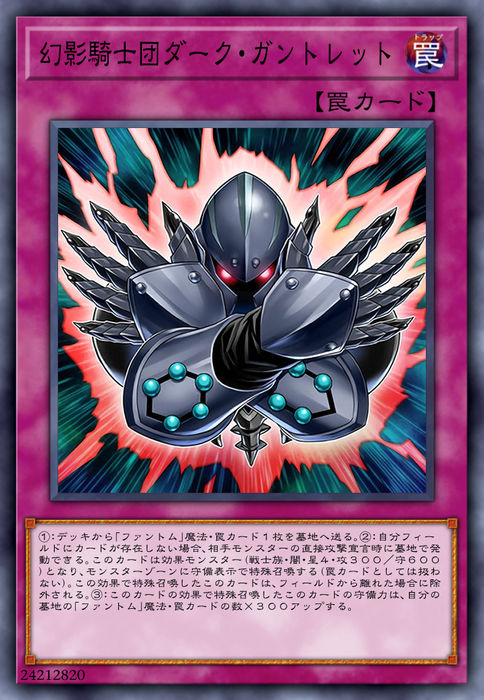 幻影騎士団ダーク・ガントレット
トラップ
罠
【罠カード】
①:デッキから「ファントム」魔法・罠カード1枚を墓地へ送る。②:自分フィ
ールドにカードが存在しない場合、相手モンスターの直接攻撃宣言時に墓地で発
動できる。このカードは効果モンスター(戦士族・闇・星4・攻300/守600
)となり、モンスターゾーンに守備表示で特殊召喚する(罠カードとしては扱わ
ない)。この効果で特殊召喚したこのカードは、フィールドから離れた場合に除
外される。③:このカードの効果で特殊召喚したこのカードの守備力は、自分の
墓地の「ファントム」魔法・罠カードの数×300アップする。
24212820